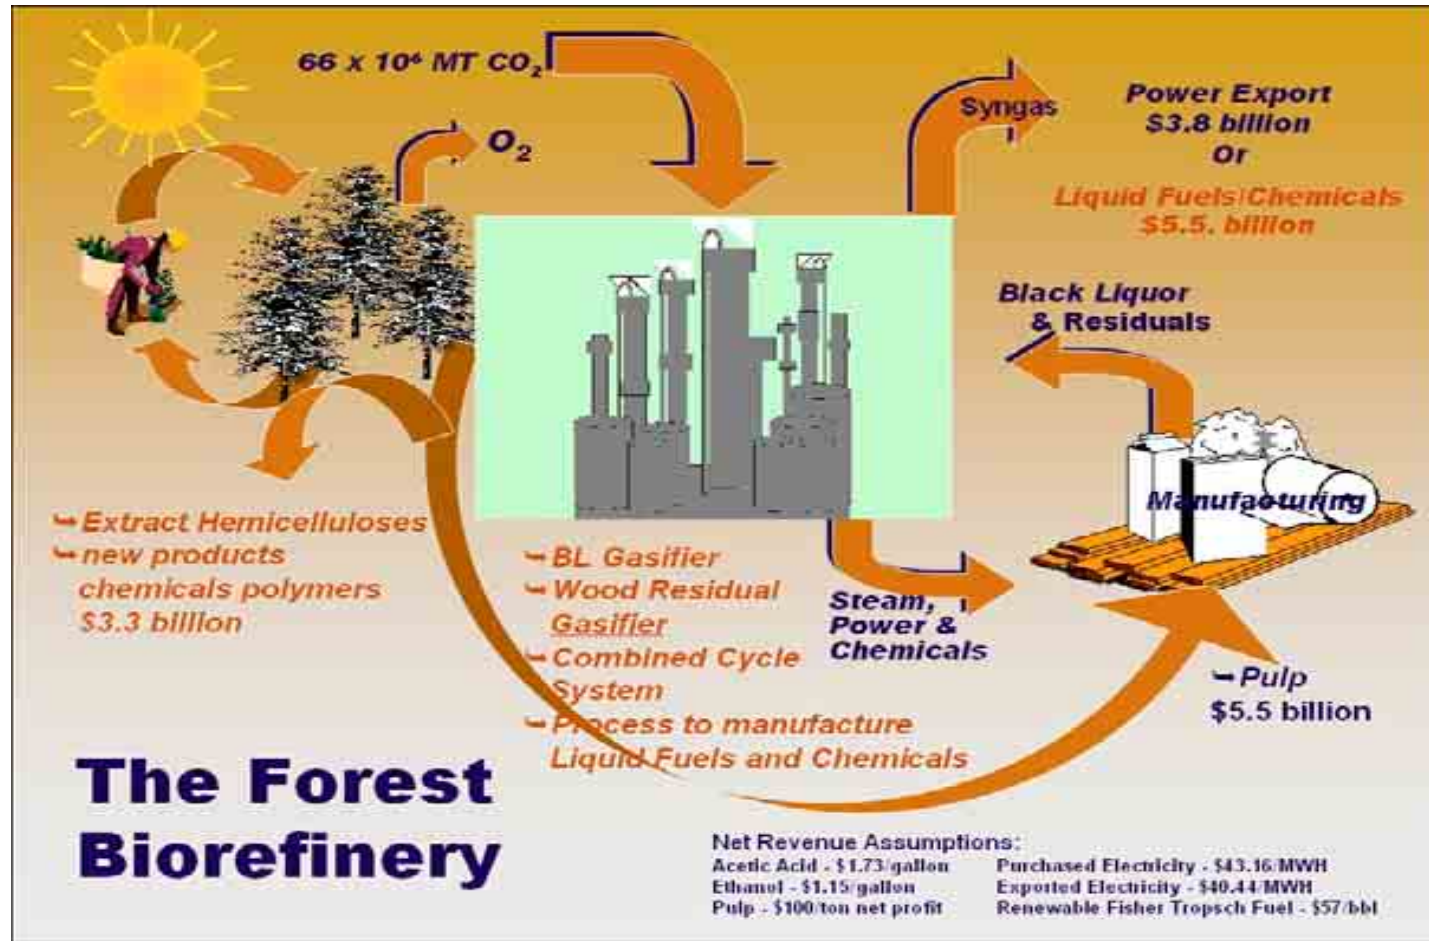 66 x 10⁶ MT CO₂
O₂
Syngas
Power Export
$3.8 billion
Or
Liquid Fuels/Chemicals
$5.5. billion
Black Liquor
& Residuals
Manufacturing
➥Extract Hemicelluloses
➥new products
chemicals polymers
$3.3 billion
➥BL Gasifier
➥Wood Residual
Gasifier
➥Combined Cycle
System
➥Process to manufacture
Liquid Fuels and Chemicals
Steam,
Power &
Chemicals
➥Pulp
$5.5 billion
The Forest
Biorefinery
Net Revenue Assumptions:
Acetic Acid - $1.73/gallon
Ethanol - $1.15/gallon
Pulp - $100/ton net profit
Purchased Electricity - $43.16/MWH
Exported Electricity - $40.44/MWH
Renewable Fisher Tropsch Fuel - $57/bbl